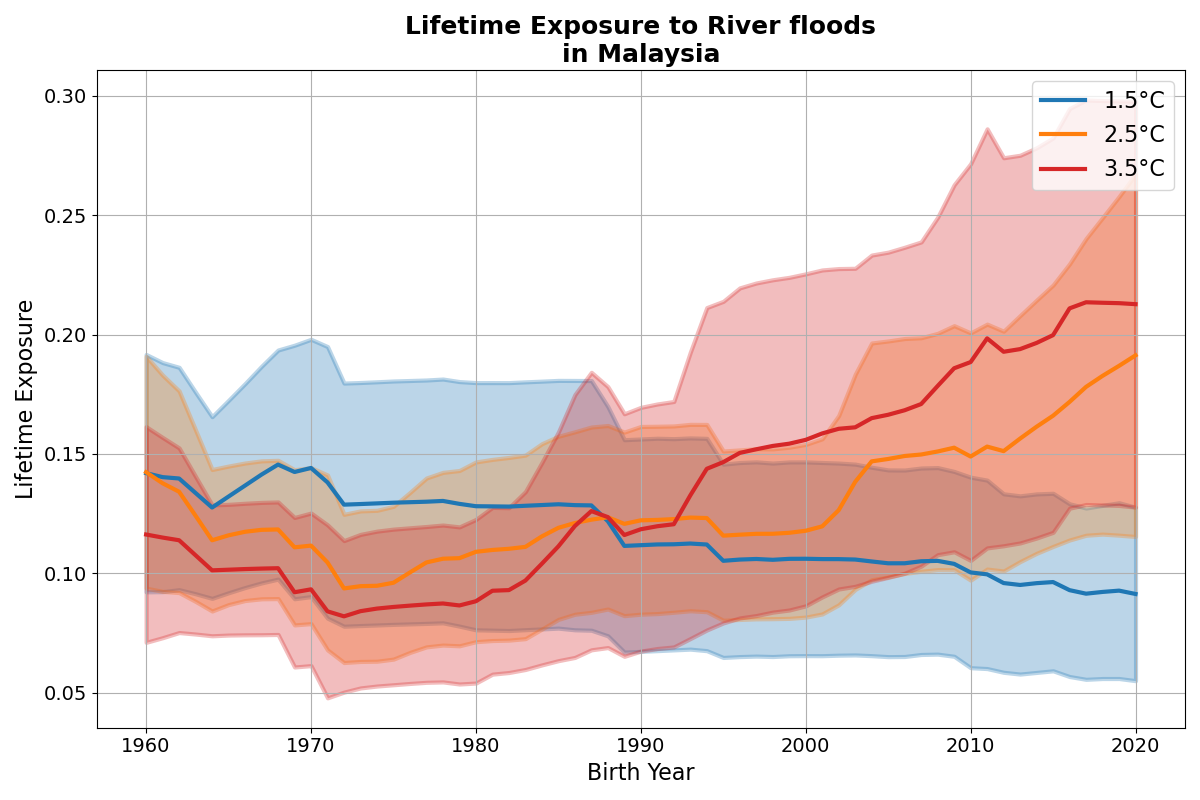 Lifetime Exposure to River floods
in Malaysia
Lifetime Exposure
0.30
0.25
0.20
0.15
0.10
0.05
1.5°C
2.5°C
3.5°C
1960
1970
1980
1990
2000
2010
2020
Birth Year